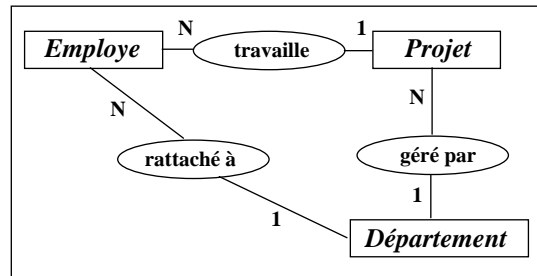 Employe N travaille 1 Projet
N N
rattaché à géré par
1 1
Département